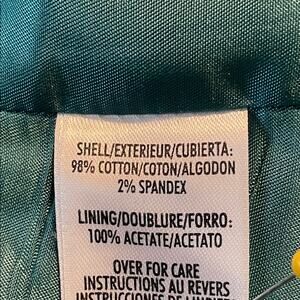 SHELL/EXTERIEUR/CUBIERTA:
98% COTTON/COTON/ALGODON
2% SPANDEX
LINING/DOUBLURE/FORRO:
100% ACETATE/ACETATO
OVER FOR CARE
INSTRUCTIONS AU REVERS